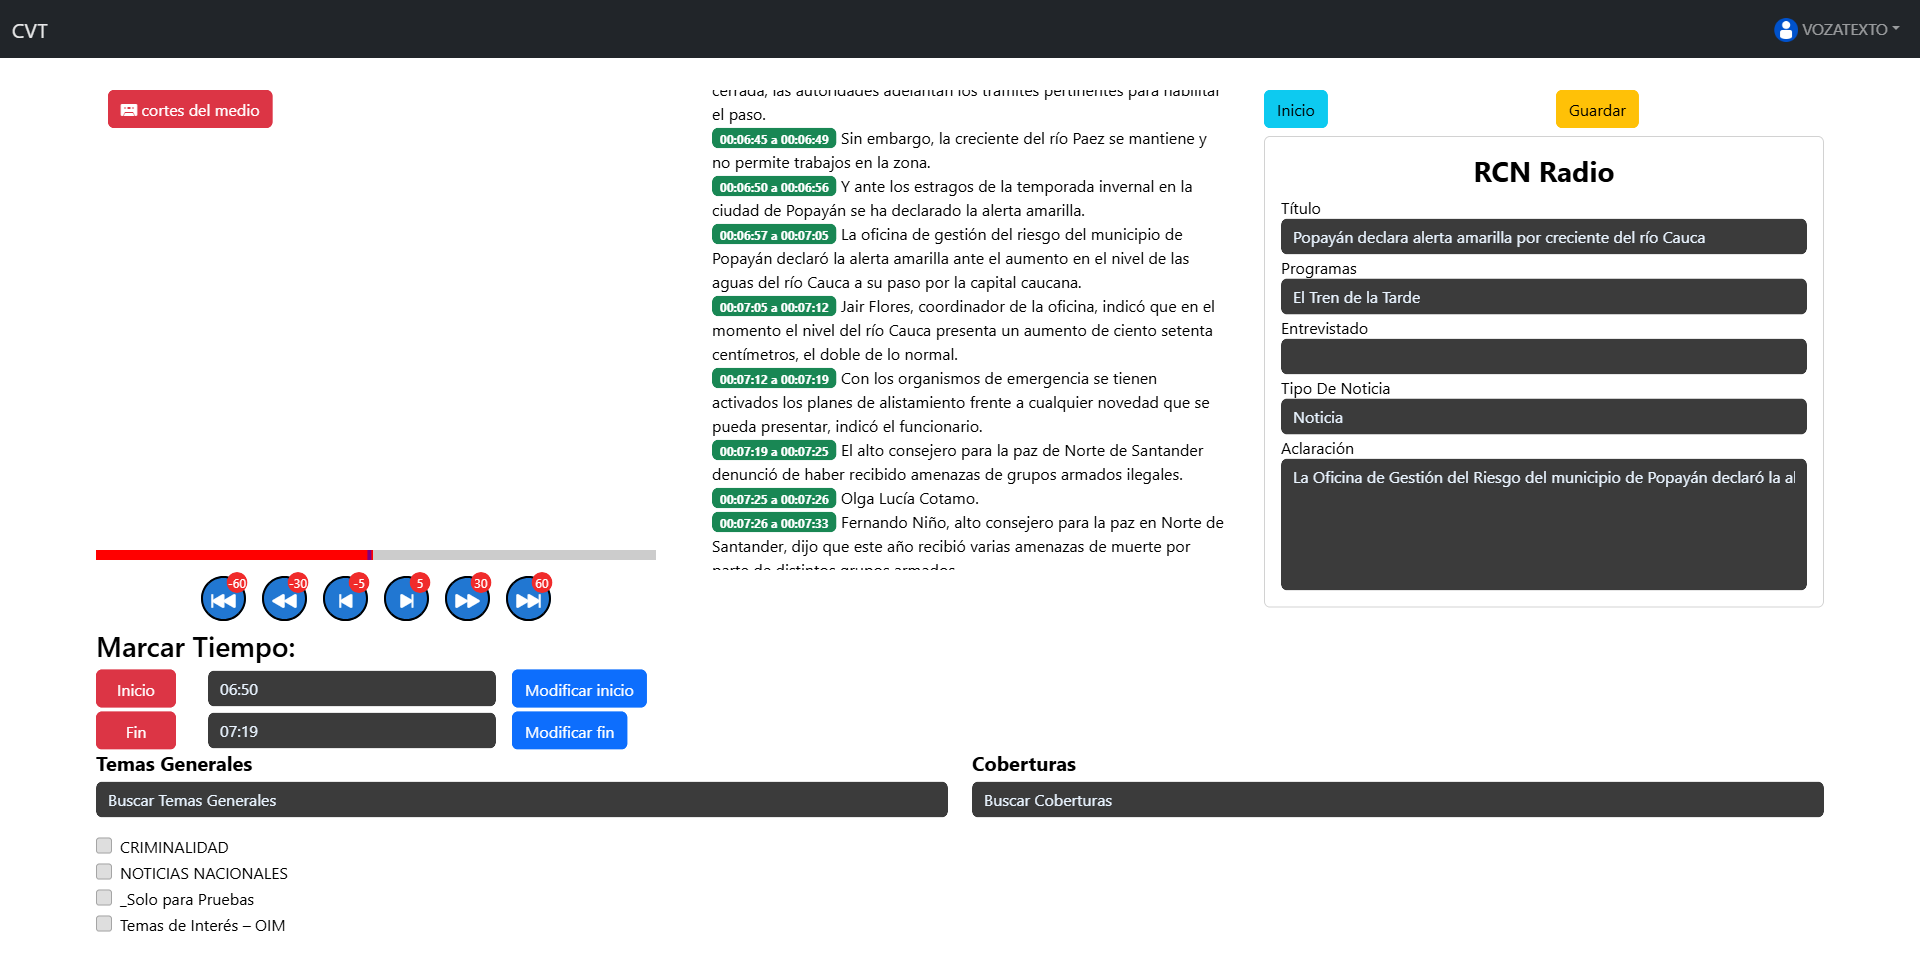 CVT
VOZATEXTO
cortes del medio
cerrada, las autoridades adelantan los trámites pertinentes para habilitar
el paso.
00:06:45 a 00:06:49 Sin embargo, la creciente del río Paez se mantiene y
no permite trabajos en la zona.
00:06:50 a 00:06:56 Y ante los estragos de la temporada invernal en la
ciudad de Popayán se ha declarado la alerta amarilla.
00:06:57 a 00:07:05 La oficina de gestión del riesgo del municipio de
Popayán declaró la alerta amarilla ante el aumento en el nivel de las
aguas del río Cauca a su paso por la capital caucana.
00:07:05 a 00:07:12 Jair Flores, coordinador de la oficina, indicó que en el
momento el nivel del río Cauca presenta un aumento de ciento setenta
centímetros, el doble de lo normal.
00:07:12 a 00:07:19 Con los organismos de emergencia se tienen
activados los planes de alistamiento frente a cualquier novedad que se
pueda presentar, indicó el funcionario.
00:07:19 a 00:07:25 El alto consejero para la paz de Norte de Santander
denunció de haber recibido amenazas de grupos armados ilegales.
00:07:25 a 00:07:26 Olga Lucía Cotamo.
00:07:26 a 00:07:33 Fernando Niño, alto consejero para la paz en Norte de
Santander, dijo que este año recibió varias amenazas de muerte por
parte de distintos grupos armados.
Inicio
Guardar
RCN Radio
Título
Popayán declara alerta amarilla por creciente del río Cauca
Programas
El Tren de la Tarde
Entrevistado
Tipo De Noticia
Noticia
Aclaración
La Oficina de Gestión del Riesgo del municipio de Popayán declaró la al
-60
-30
-5
5
30
60
Marcar Tiempo:
Inicio
06:50
Modificar inicio
Fin
07:19
Modificar fin
Temas Generales
Buscar Temas Generales
CRIMINALIDAD
NOTICIAS NACIONALES
_Solo para Pruebas
Temas de Interés – OIM
Coberturas
Buscar Coberturas